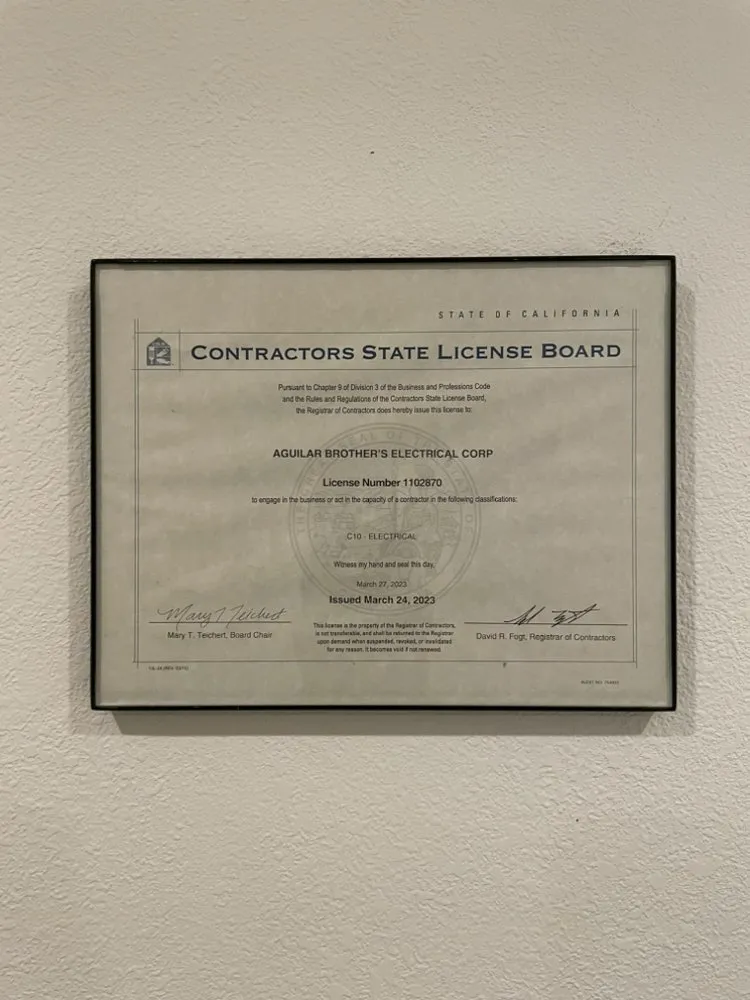 STATE OF CALIFORNIA
CONTRACTORS STATE LICENSE BOARD
Pursuant to Chapter 9 of Division 3 of the Business and Professions Code
and the Rules and Regulations of the Contractors State License Board,
the Registrar of Contractors does hereby issue this license to:
AGUILAR BROTHER'S ELECTRICAL CORP
License Number 1102870
to engage in the business or act in the capacity of a contractor in the following classifications:
C10 - ELECTRICAL
Witness my hand and seal this day,
March 27, 2023
Issued March 24, 2023
Mary T Teichert
Mary T. Teichert, Board Chair
This license is the property of the Registrar of Contractors,
is not transferable, and shall be returned to the Registrar
upon demand when suspended, revoked, or invalidated
for any reason. It becomes void if not renewed.
David R. Fogt, Registrar of Contractors
AUDIT NO.